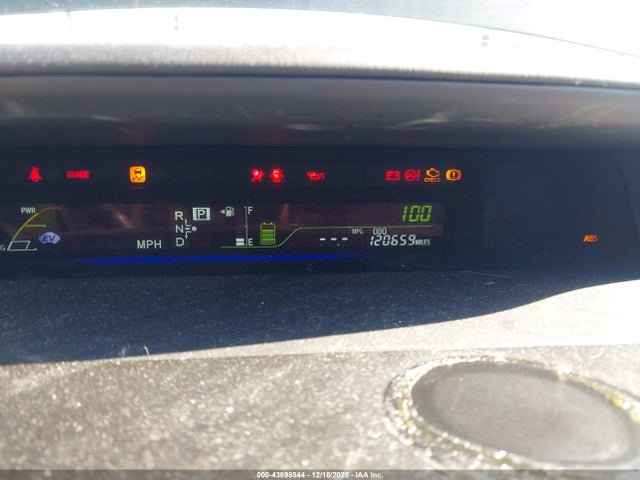 BRAKE
CHECK
ABS
PWR
EV
R
N
D
P
MPH
F
E
100
MPG
ODO
---
120659 MILES
000-43898544 - 12/18/2025 - IAA Inc.